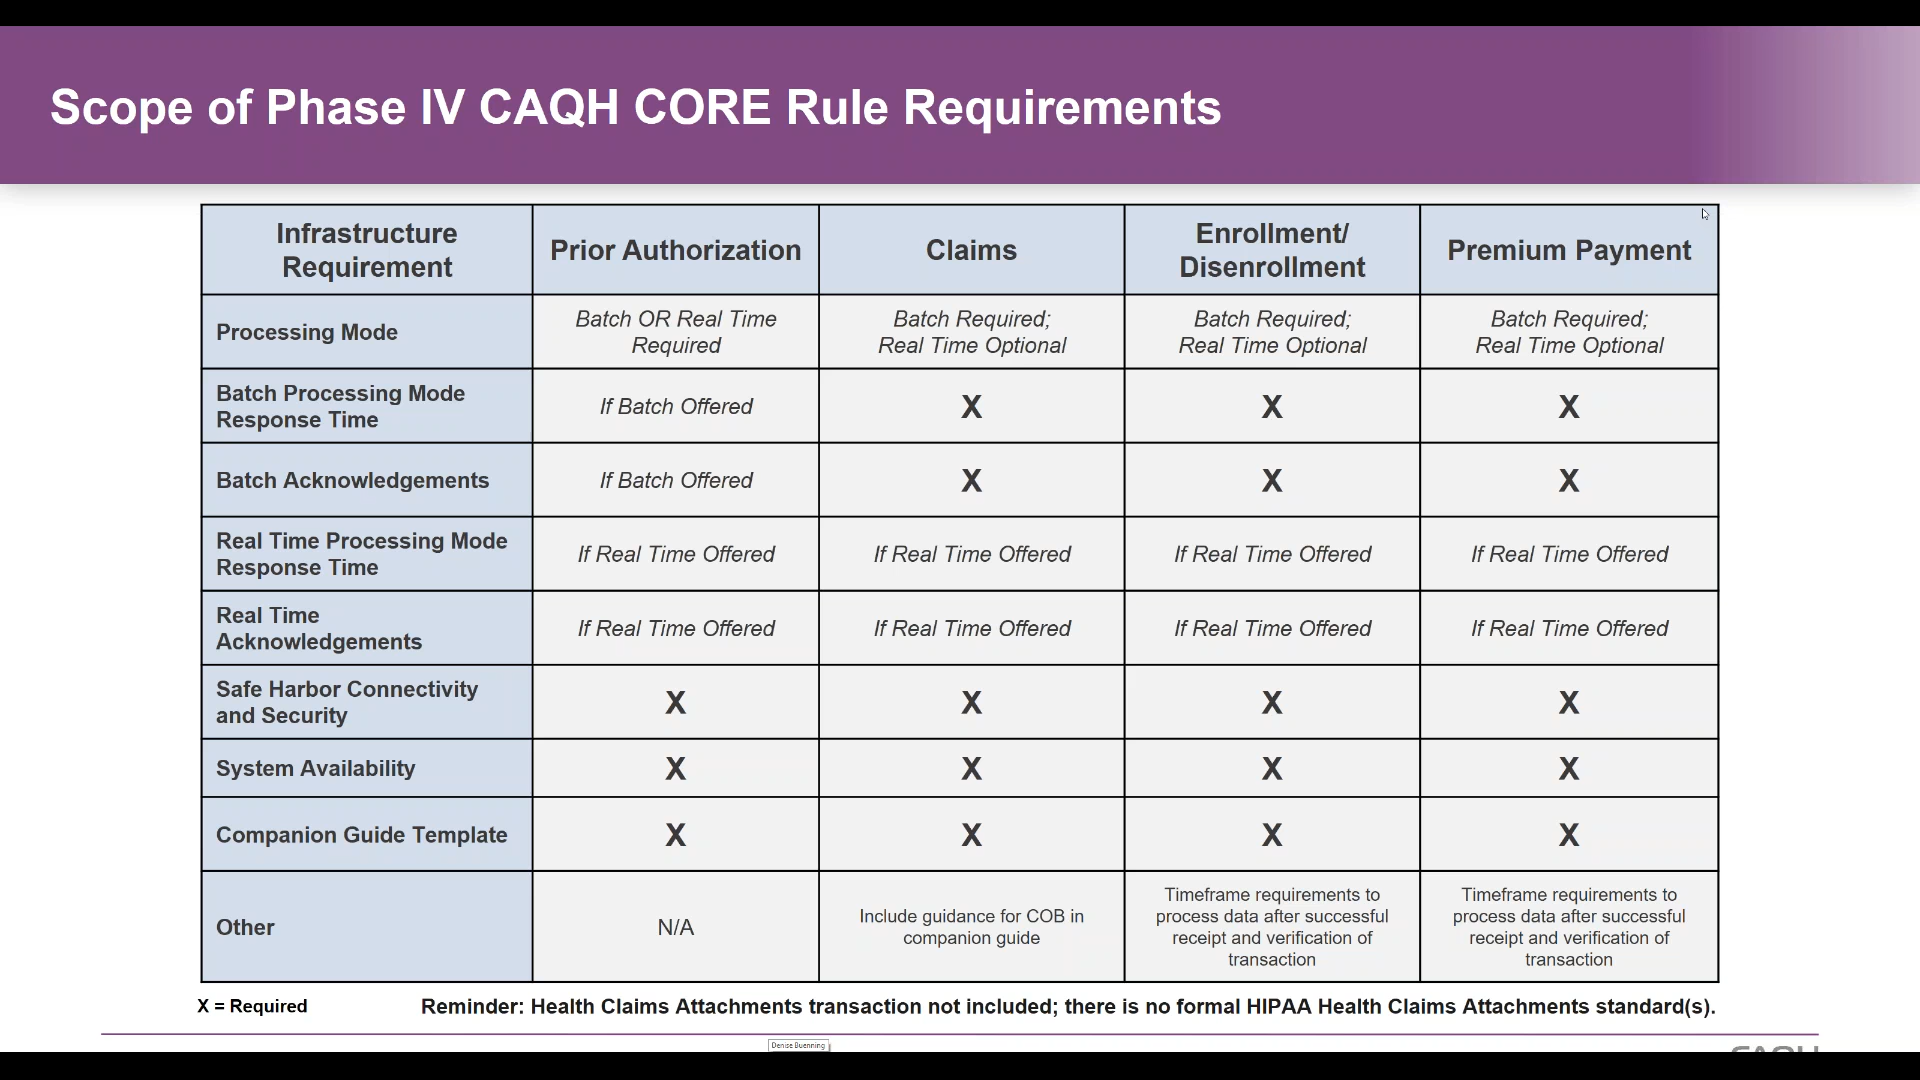 Scope of Phase IV CAQH CORE Rule Requirements
Infrastructure
Requirement
Prior Authorization
Claims
Enrollment/
Disenrollment
Premium Payment
Processing Mode
Batch OR Real Time
Required
Batch Required;
Real Time Optional
Batch Required;
Real Time Optional
Batch Required;
Real Time Optional
Batch Processing Mode
Response Time
If Batch Offered
X
X
X
Batch Acknowledgements
If Batch Offered
X
X
X
Real Time Processing Mode
Response Time
If Real Time Offered
If Real Time Offered
If Real Time Offered
If Real Time Offered
Real Time
Acknowledgements
If Real Time Offered
If Real Time Offered
If Real Time Offered
If Real Time Offered
Safe Harbor Connectivity
and Security
X
X
X
X
System Availability
X
X
X
X
Companion Guide Template
X
X
X
X
Other
N/A
Include guidance for COB in
companion guide
Timeframe requirements to
process data after successful
receipt and verification of
transaction
Timeframe requirements to
process data after successful
receipt and verification of
transaction
X = Required
Reminder: Health Claims Attachments transaction not included; there is no formal HIPAA Health Claims Attachments standard(s).
Denise Buenning